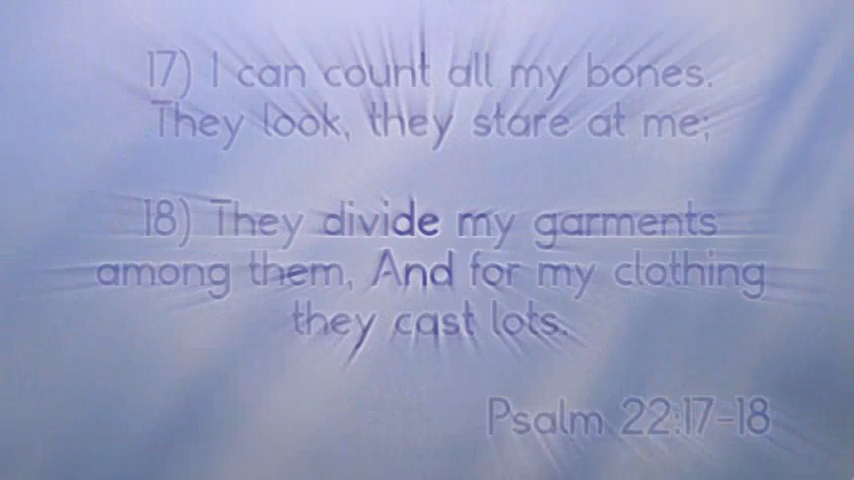 17) I can count all my bones.
They look, they stare at me;
18) They divide my garments
among them, And for my clothing
they cast lots.
Psalm 22:17-18